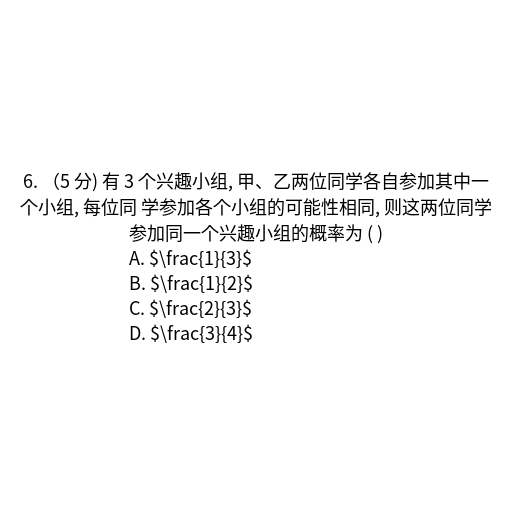 6. （5 分) 有 3 个兴趣小组, 甲、乙两位同学各自参加其中一
个小组, 每位同 学参加各个小组的可能性相同, 则这两位同学
参加同一个兴趣小组的概率为 ( )
A. $\frac{1}{3}$
B. $\frac{1}{2}$
C. $\frac{2}{3}$
D. $\frac{3}{4}$